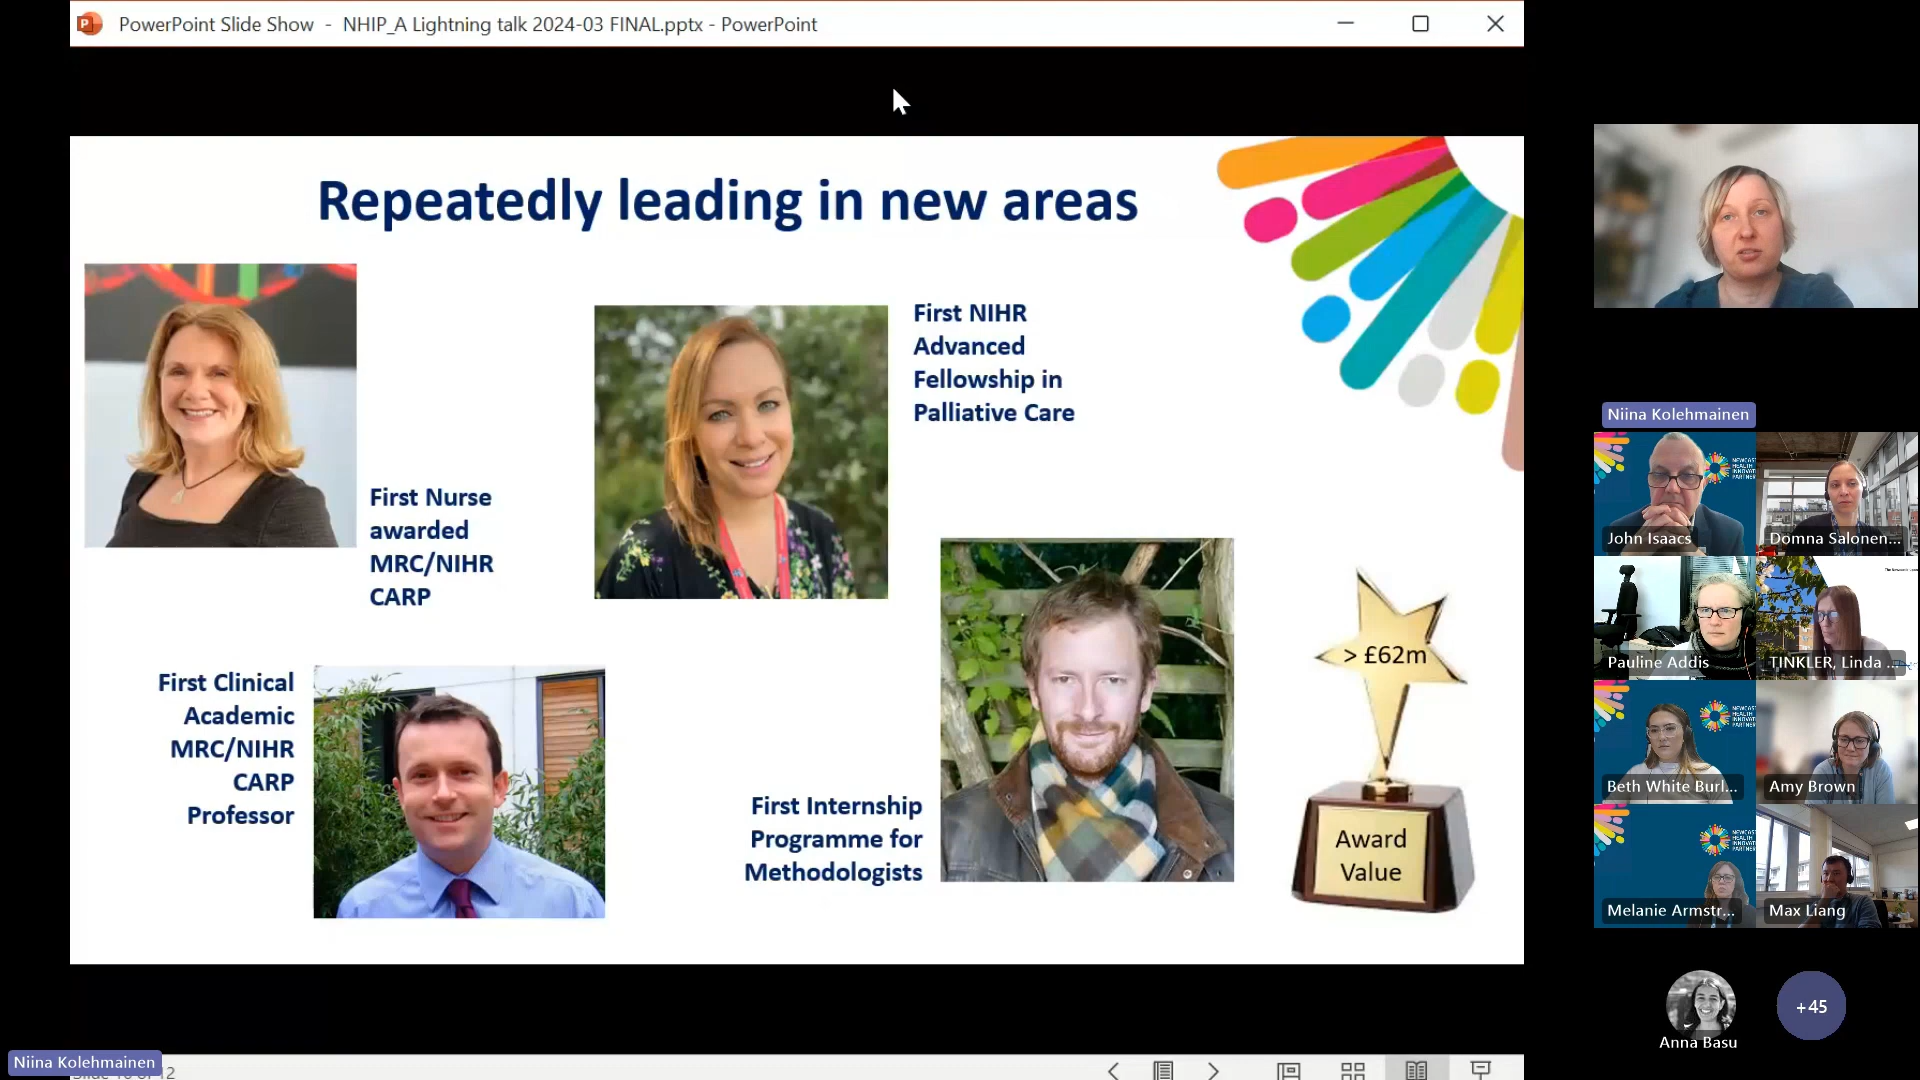 PowerPoint Slide Show - NHIP_A Lightning talk 2024-03 FINAL.pptx - PowerPoint
Repeatedly leading in new areas
First Nurse
awarded
MRC/NIHR
CARP
First NIHR
Advanced
Fellowship in
Palliative Care
First Clinical
Academic
MRC/NIHR
CARP
Professor
First Internship
Programme for
Methodologists
> £62m
Award
Value
Niina Kolehmainen
John Isaacs
Domna Salonen...
Pauline Addis
TINKLER, Linda ...
Beth White Burl...
Amy Brown
Melanie Armstr...
Max Liang
Anna Basu
+45
Niina Kolehmainen